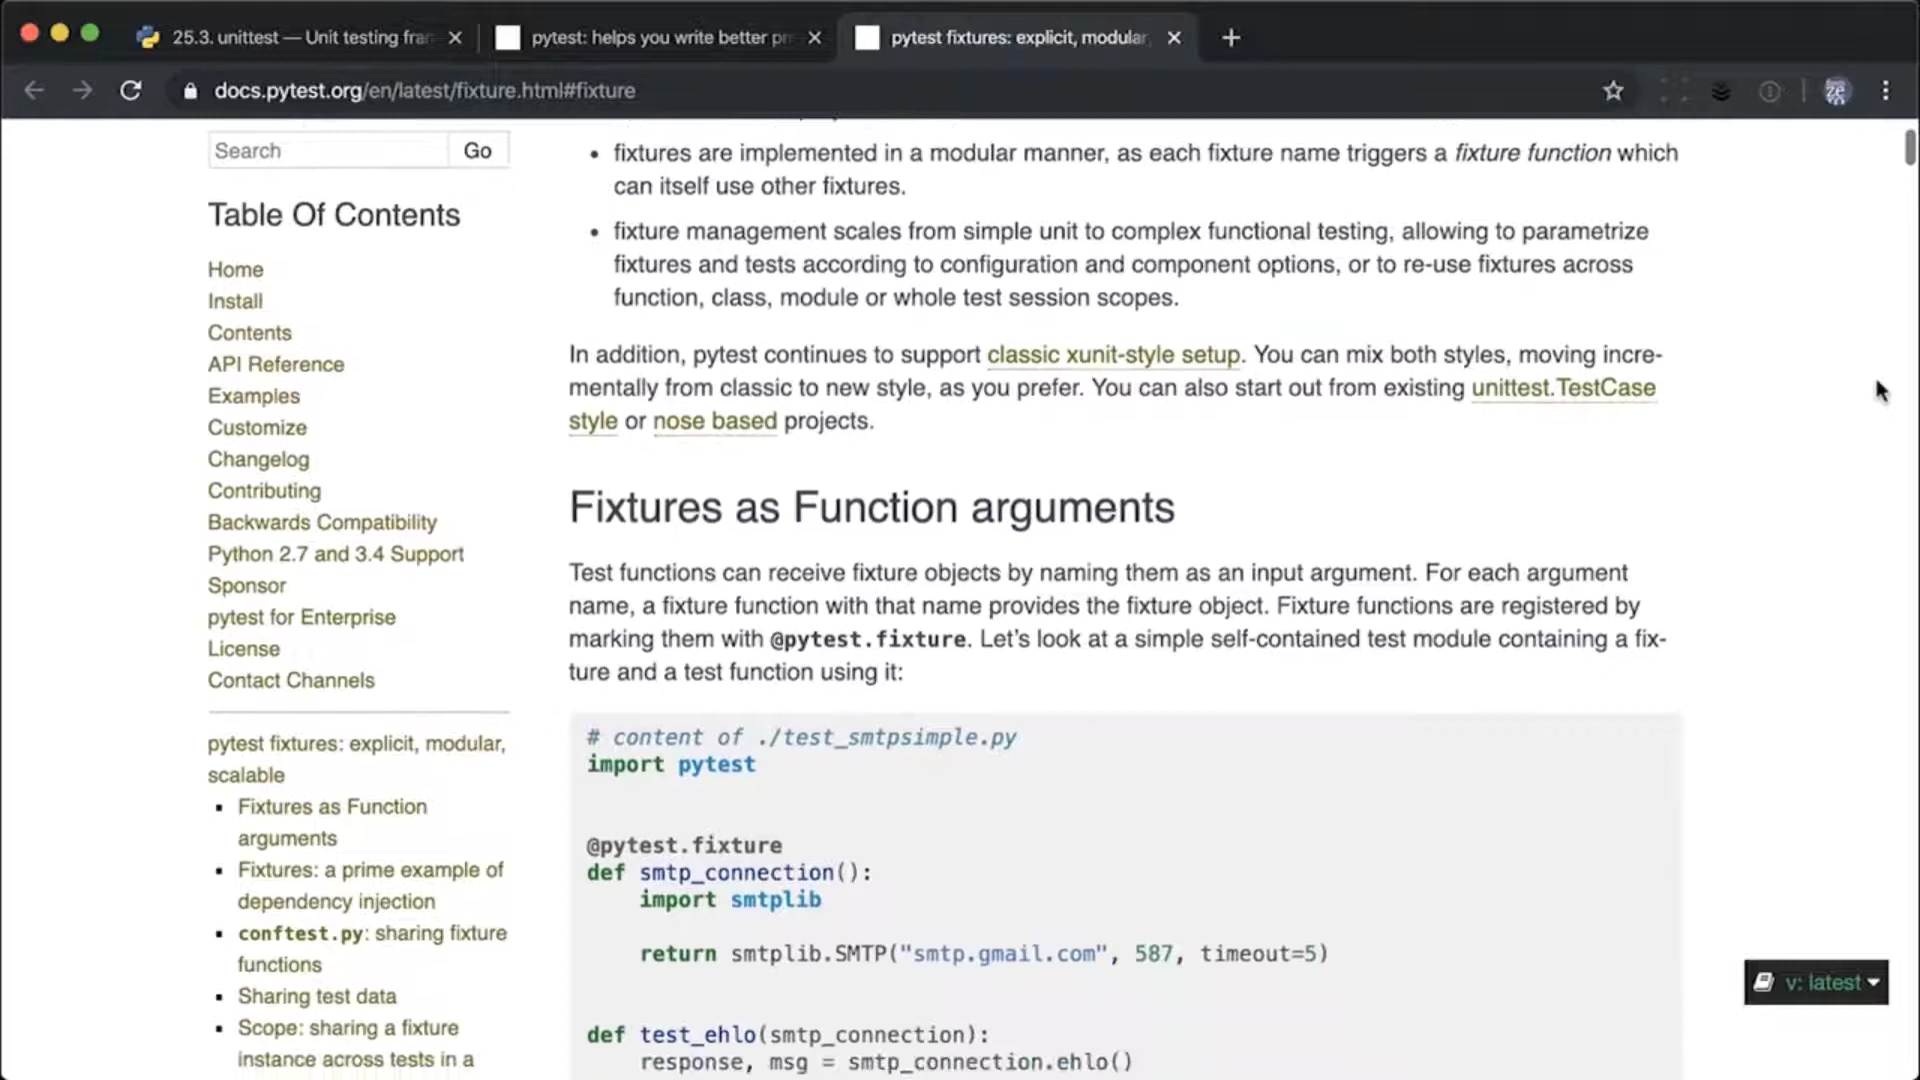 25.3. unittest — Unit testing fra
pytest: helps you write better p
pytest fixtures: explicit, modular,
docs.pytest.org/en/latest/fixture.html#fixture
Search
Go
Table Of Contents
Home
Install
Contents
API Reference
Examples
Customize
Changelog
Contributing
Backwards Compatibility
Python 2.7 and 3.4 Support
Sponsor
pytest for Enterprise
License
Contact Channels
pytest fixtures: explicit, modular,
scalable
Fixtures as Function
arguments
Fixtures: a prime example of
dependency injection
conftest.py: sharing fixture
functions
Sharing test data
Scope: sharing a fixture
instance across tests in a
• fixtures are implemented in a modular manner, as each fixture name triggers a fixture function which
can itself use other fixtures.
• fixture management scales from simple unit to complex functional testing, allowing to parametrize
fixtures and tests according to configuration and component options, or to re-use fixtures across
function, class, module or whole test session scopes.
In addition, pytest continues to support classic xunit-style setup. You can mix both styles, moving incre-
mentally from classic to new style, as you prefer. You can also start out from existing unittest.TestCase
style or nose based projects.
Fixtures as Function arguments
Test functions can receive fixture objects by naming them as an input argument. For each argument
name, a fixture function with that name provides the fixture object. Fixture functions are registered by
marking them with @pytest.fixture. Let's look at a simple self-contained test module containing a fix-
ture and a test function using it:
# content of ./test_smtpsimple.py
import pytest
@pytest.fixture
def smtp_connection():
import smtplib
return smtplib.SMTP("smtp.gmail.com", 587, timeout=5)
def test_ehlo(smtp_connection):
response, msg = smtp_connection.ehlo()
v: latest